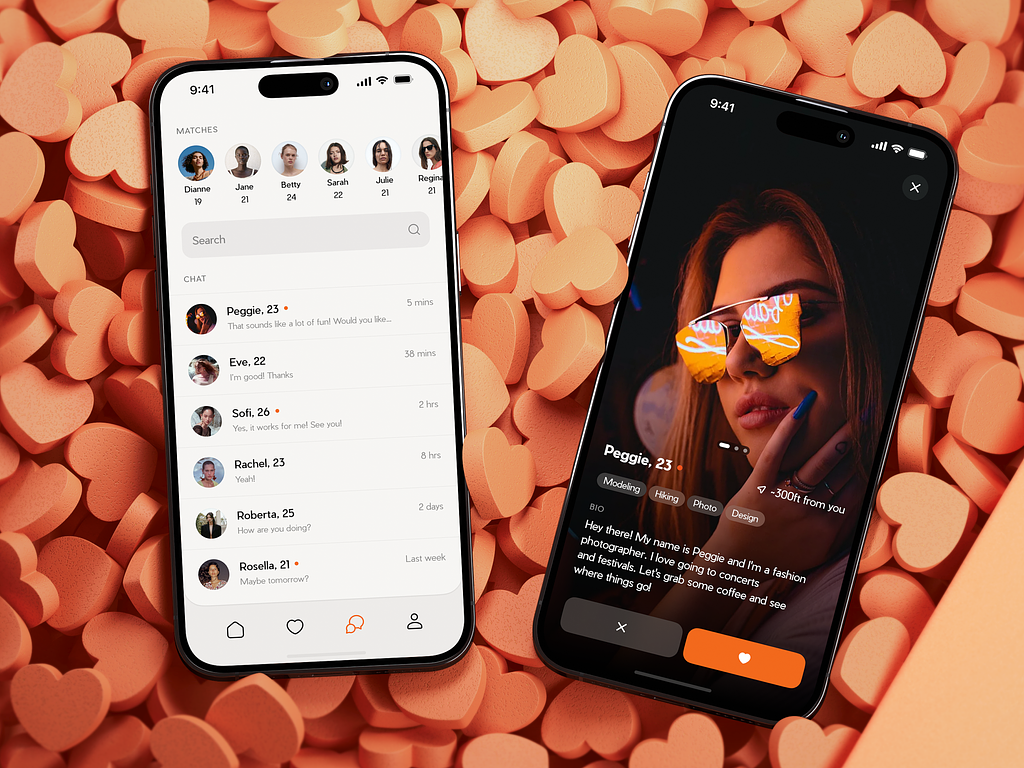 9:41
MATCHES
Dianne
19
Jane
21
Betty
24
Sarah
22
Julie
21
Regina
21
Search
CHAT
Peggie, 23
5 mins
That sounds like a lot of fun! Would you like...
Eve, 22
38 mins
I'm good! Thanks
Sofi, 26
2 hrs
Yes, it works for me! See you!
Rachel, 23
8 hrs
Yeah!
Roberta, 25
2 days
How are you doing?
Rosella, 21
Last week
Maybe tomorrow?
9:41
Peggie, 23
~300ft from you
Modeling
Hiking
Photo
Design
BIO
Hey there! My name is Peggie and I'm a fashion
photographer. I love going to concerts
and festivals. Let's grab some coffee and see
where things go!